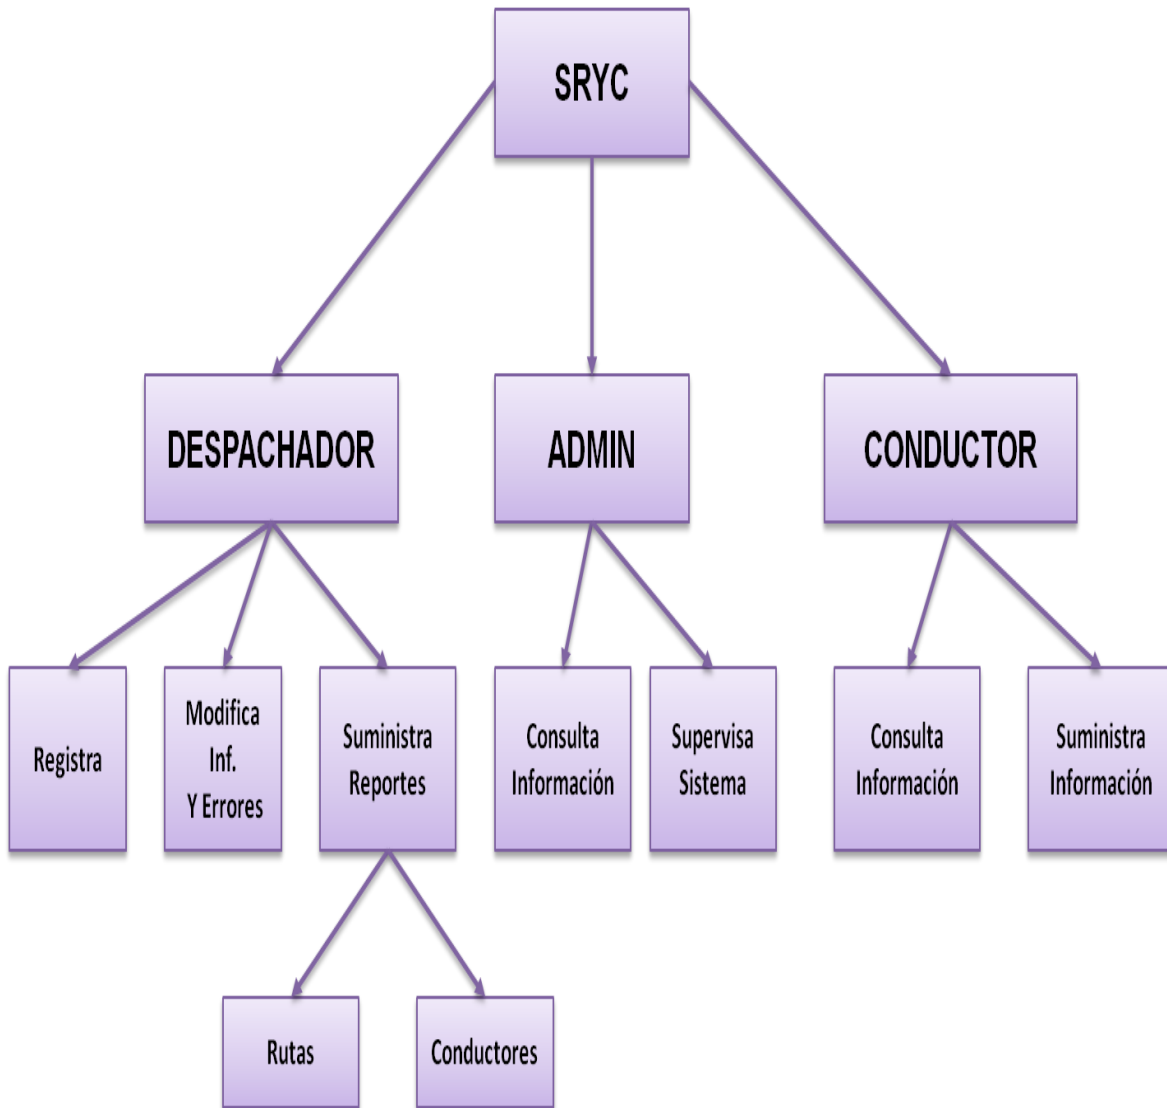 SRYC
DESPACHADOR
ADMIN
CONDUCTOR
Registra
Modifica
Inf.
Y Errores
Suministra
Reportes
Consulta
Información
Supervisa
Sistema
Consulta
Información
Suministra
Información
Rutas
Conductores